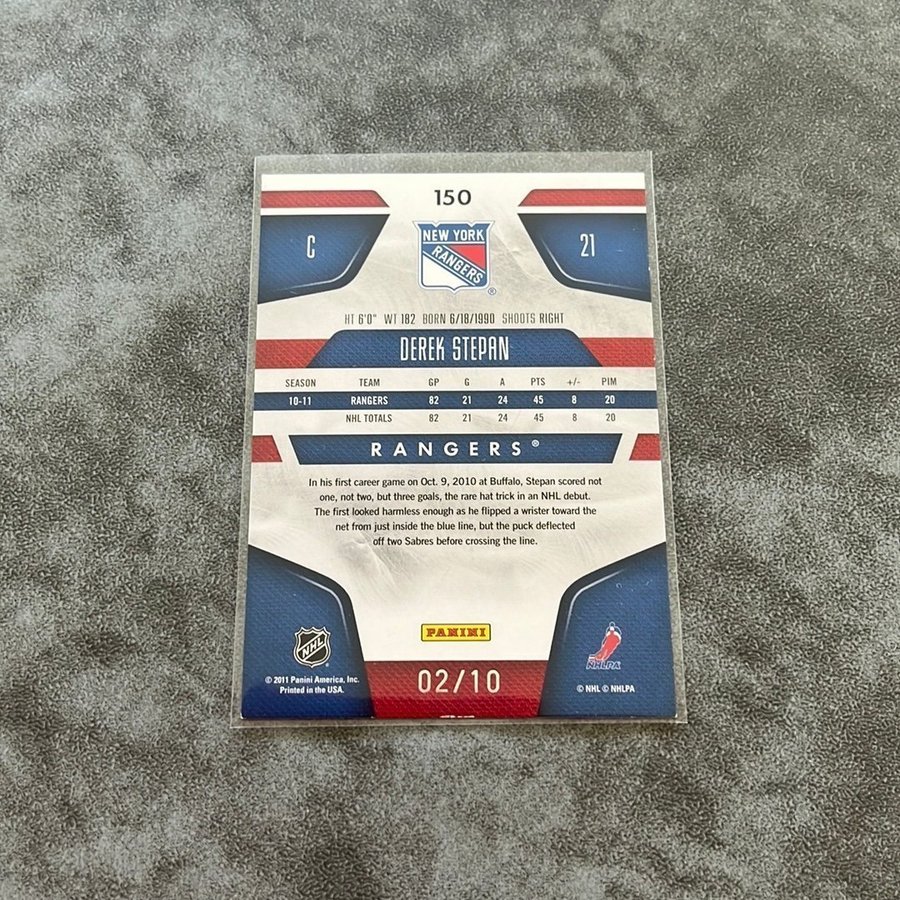 150
C
21
NEW YORK
RANGERS
®
HT 6'0" WT 182 BORN 6/18/1990 SHOOTS RIGHT
DEREK STEPAN
SEASON TEAM GP G A PTS +/- PIM
10-11 RANGERS 82 21 24 45 8 20
NHL TOTALS 82 21 24 45 8 20
RANGERS®
In his first career game on Oct. 9, 2010 at Buffalo, Stepan scored not
one, not two, but three goals, the rare hat trick in an NHL debut.
The first looked harmless enough as he flipped a wrister toward the
net from just inside the blue line, but the puck deflected
off two Sabres before crossing the line.
PANINI
NHL
NHLPA
© 2011 Panini America, Inc.
Printed in the USA.
02/10
© NHL © NHLPA